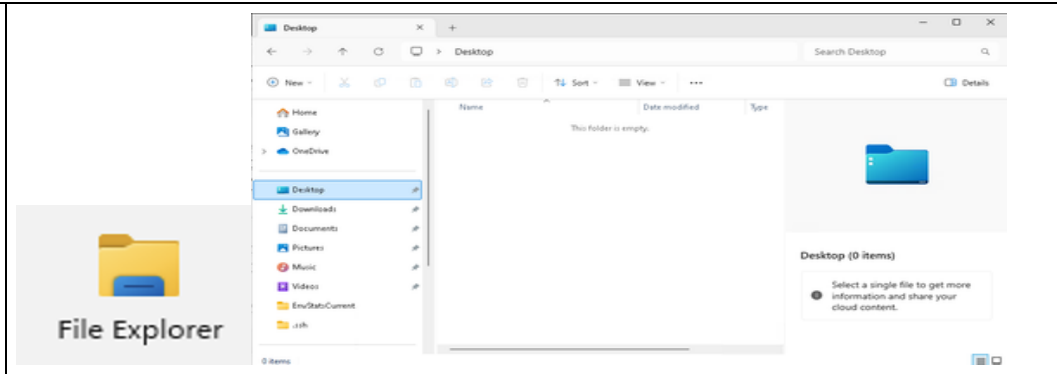 File Explorer
Desktop
Desktop
Search Desktop
New Sort View ... Details
Home
Gallery
OneDrive
Desktop
Downloads
Documents
Pictures
Music
Videos
EnvStatsCurrent
.ssh
0 items
Name Date modified Type
This folder is empty.
Desktop (0 items)
Select a single file to get more
information and share your
cloud content.